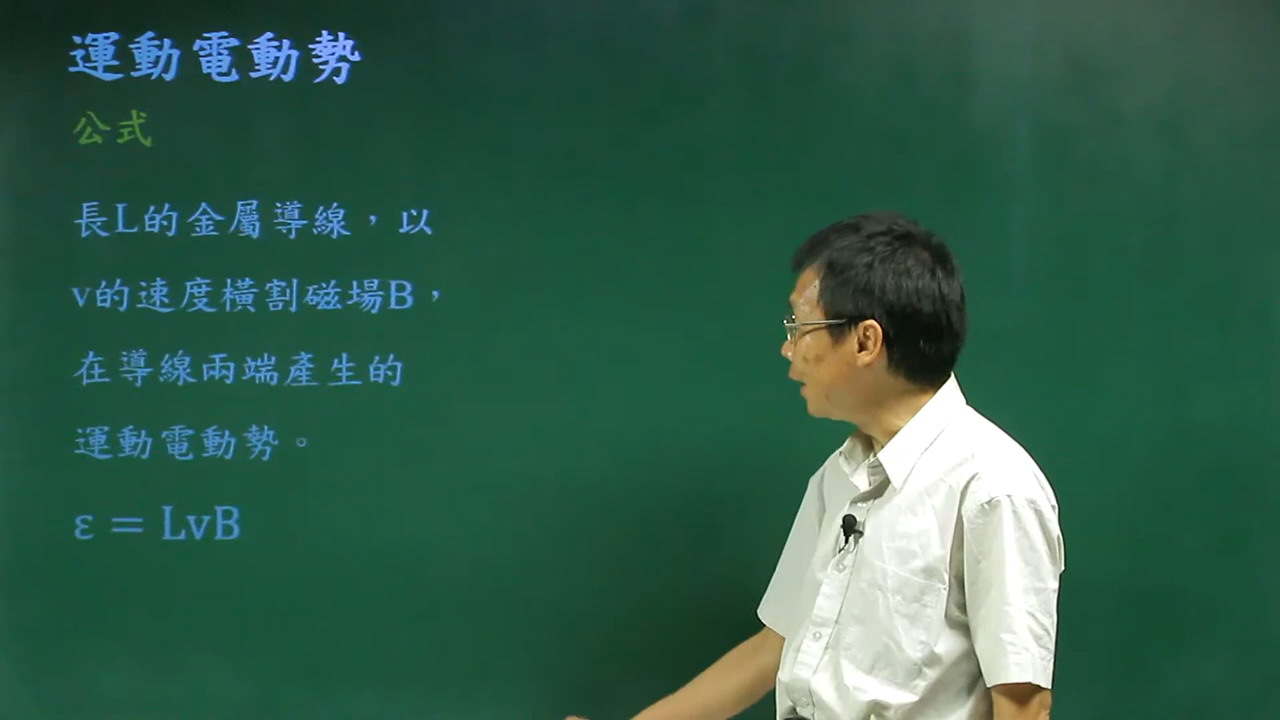 運動電動勢
公式
長L的金屬導線，以
v的速度橫割磁場B，
在導線兩端產生的
運動電動勢。
ε = LvB